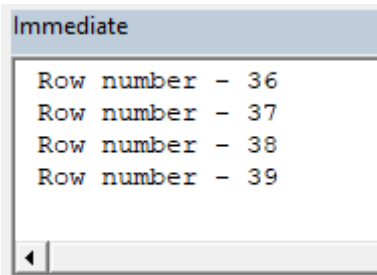 Immediate
Row number - 36
Row number - 37
Row number - 38
Row number - 39